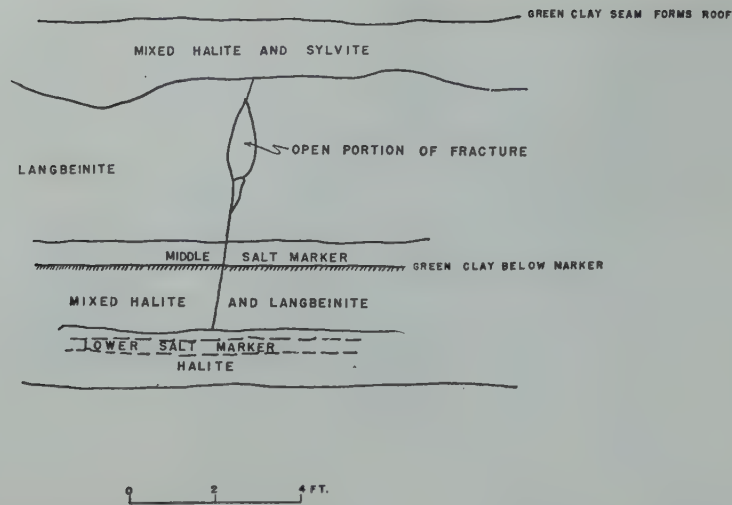 GREEN CLAY SEAM FORMS ROOF
MIXED HALITE AND SYLVITE
OPEN PORTION OF FRACTURE
LANGBEINITE
MIDDLE SALT MARKER
GREEN CLAY BELOW MARKER
MIXED HALITE AND LANGBEINITE
LOWER SALT MARKER
HALITE
0 2 4 FT.